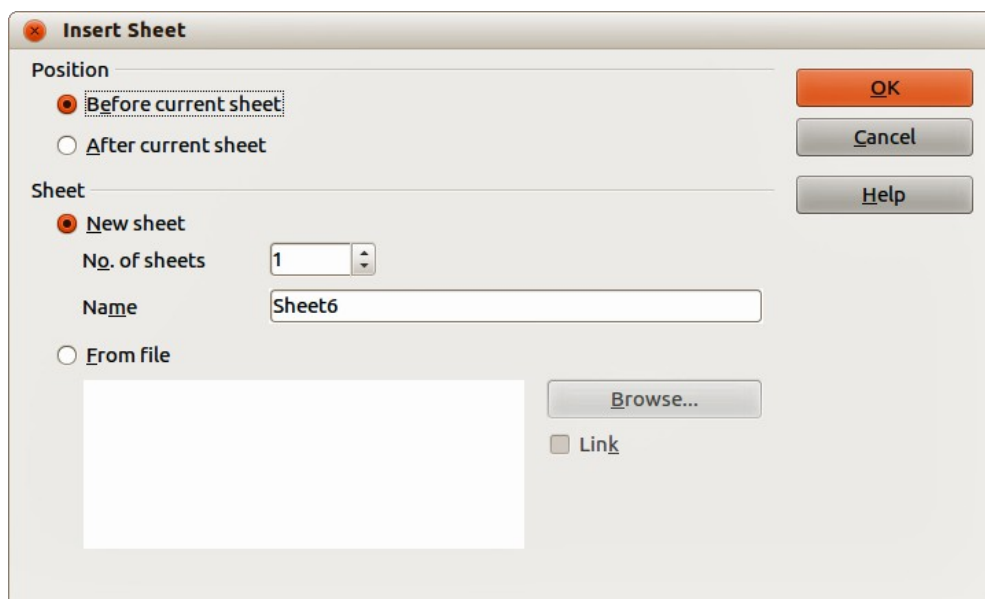 Insert Sheet
Position
Before current sheet
After current sheet
OK
Cancel
Help
Sheet
New sheet
No. of sheets 1
Name Sheet6
From file
Browse...
Link